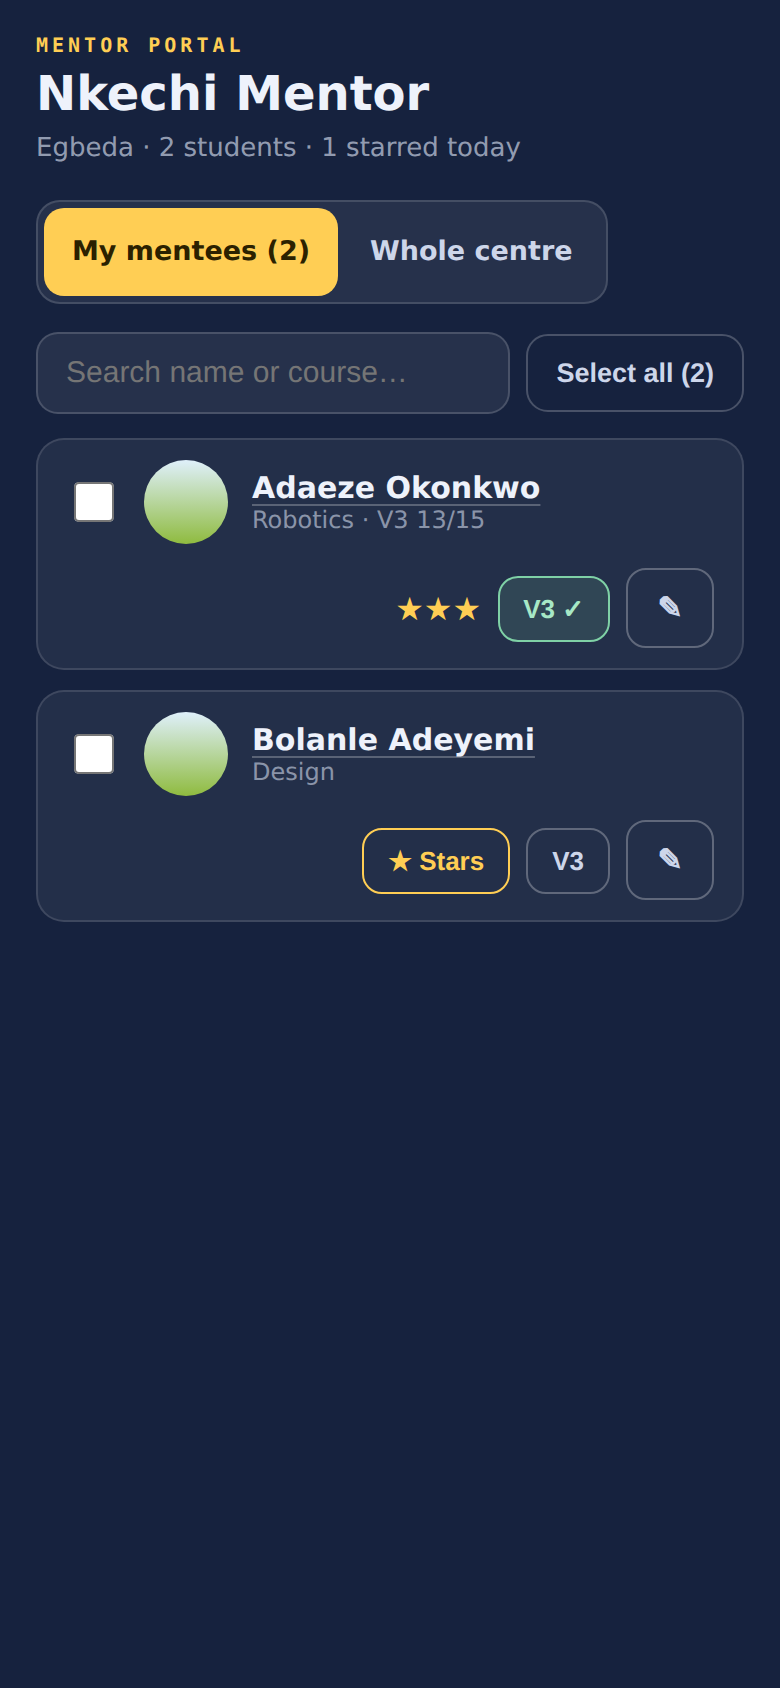 MENTOR PORTAL
Nkechi Mentor
Egbeda · 2 students · 1 starred today
My mentees (2) Whole centre
Search name or course… Select all (2)
Adaeze Okonkwo
Robotics · V3 13/15
★★★ V3 ✓ ✎
Bolanle Adeyemi
Design
★ Stars V3 ✎